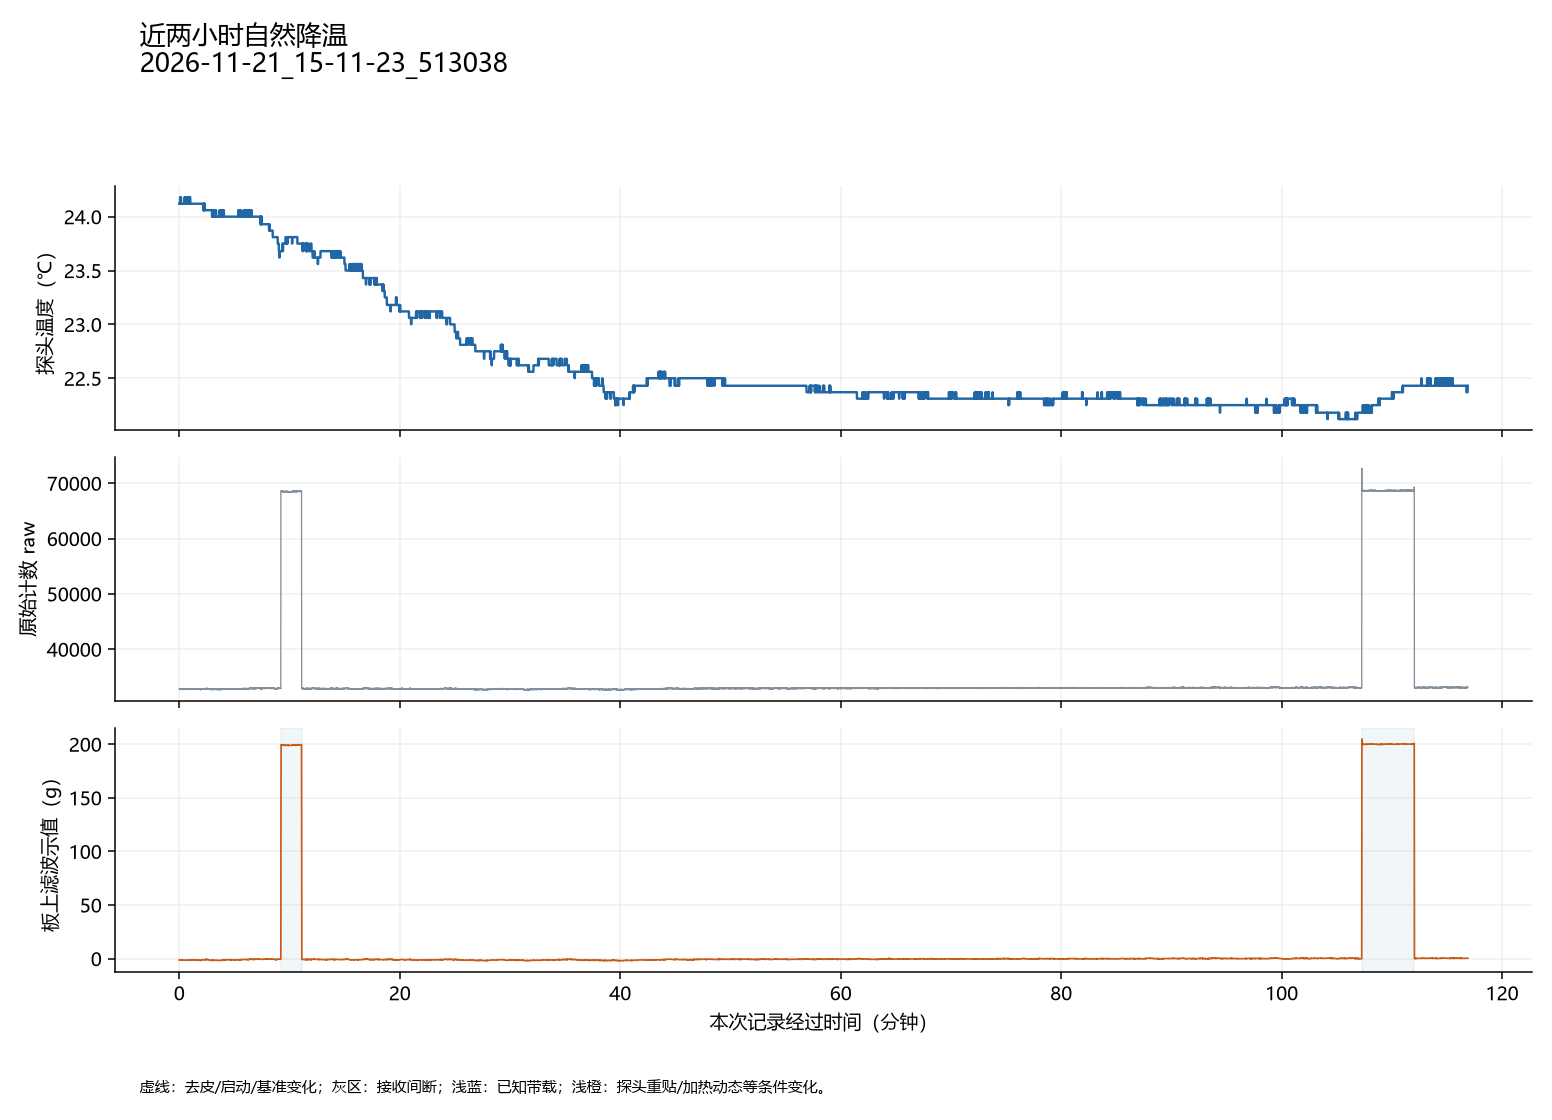 近两小时自然降温
2026-11-21_15-11-23_513038
探头温度（℃）
24.0
23.5
23.0
22.5
原始计数 raw
70000
60000
50000
40000
板上滤波示值（g）
200
150
100
50
0
0 20 40 60 80 100 120
本次记录经过时间（分钟）
虚线：去皮/启动/基准变化；灰区：接收间断；浅蓝：已知带载；浅橙：探头重贴/加热动态等条件变化。